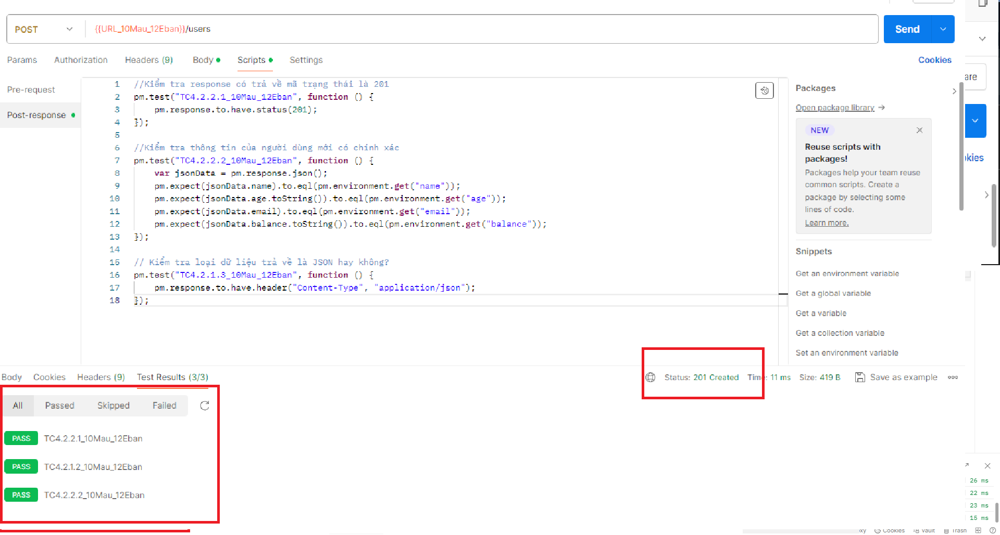 POST
{{URL_10Mau_12Eban}}/users
Send
Params
Authorization
Headers (9)
Body
Scripts
Settings
Cookies
Pre-request
Post-response
1 //Kiểm tra response có trả về mã trạng thái là 201
2 pm.test("TC4.2.2.1_10Mau_12Eban", function () {
3 pm.response.to.have.status(201);
4 });
5
6 //Kiểm tra thông tin của người dùng mới có chính xác
7 pm.test("TC4.2.2.2_10Mau_12Eban", function () {
8 var jsonData = pm.response.json();
9 pm.expect(jsonData.name).to.eql(pm.environment.get("name"));
10 pm.expect(jsonData.age.toString()).to.eql(pm.environment.get("age"));
11 pm.expect(jsonData.email).to.eql(pm.environment.get("email"));
12 pm.expect(jsonData.balance.toString()).to.eql(pm.environment.get("balance"));
13 });
14
15 // Kiểm tra loại dữ liệu trả về là JSON hay không?
16 pm.test("TC4.2.1.3_10Mau_12Eban", function () {
17 pm.response.to.have.header("Content-Type", "application/json");
18 });
Packages
Open package library →
NEW
Reuse scripts with
packages!
Packages help your team reuse
common scripts. Create a
package by selecting some
lines of code.
Learn more.
Snippets
Get an environment variable
Get a global variable
Get a variable
Get a collection variable
Set an environment variable
are
kies
Body
Cookies
Headers (9)
Test Results (3/3)
Status: 201 Created
Time: 11 ms
Size: 419 B
Save as example
All
Passed
Skipped
Failed
PASS TC4.2.2.1_10Mau_12Eban
PASS TC4.2.1.2_10Mau_12Eban
PASS TC4.2.2.2_10Mau_12Eban
26 ms
22 ms
23 ms
15 ms
xy
Cookies
Vault
Trash